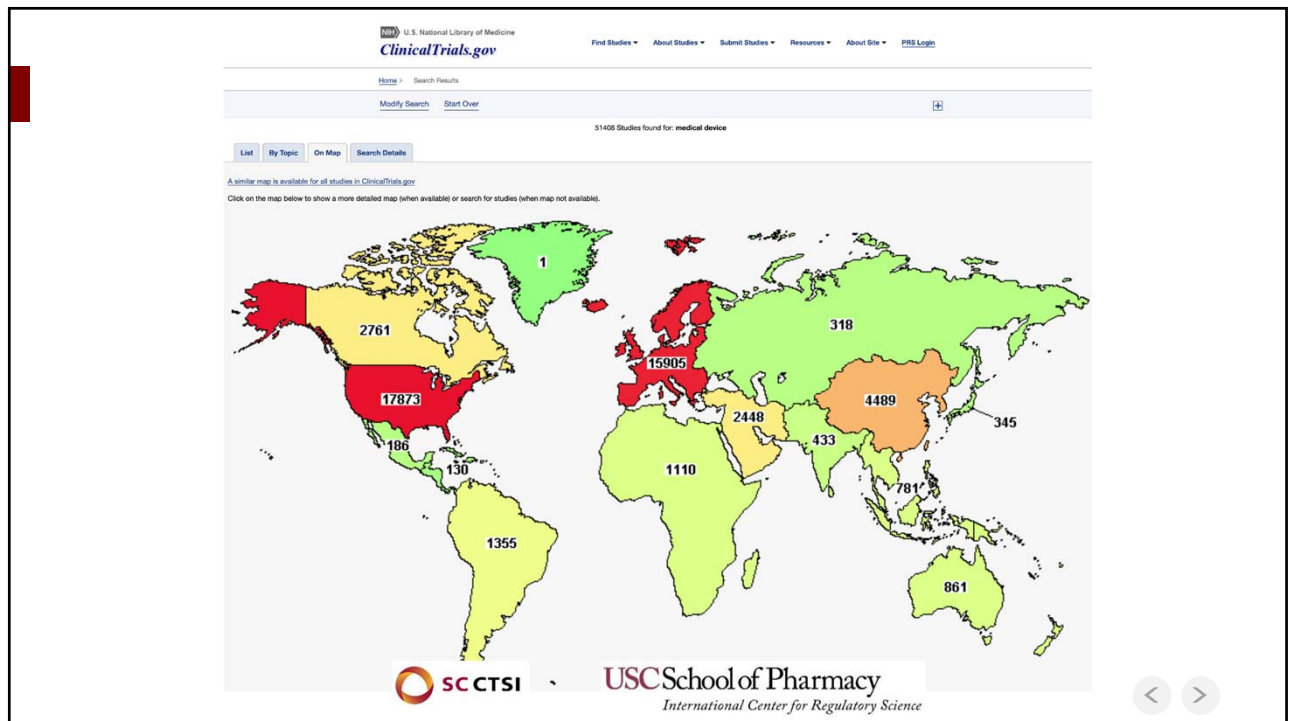 NIH U.S. National Library of Medicine
ClinicalTrials.gov
Find Studies About Studies Submit Studies Resources About Site PRS Login
Home > Search Results
Modify Search Start Over
51408 Studies found for: medical device
List By Topic On Map Search Details
A similar map is available for all studies in ClinicalTrials.gov
Click on the map below to show a more detailed map (when available) or search for studies (when map not available).
1
2761
318
15905
17873
4489
2448
345
186
433
130
1110
781
1355
861
SC CTSI
USC School of Pharmacy
International Center for Regulatory Science